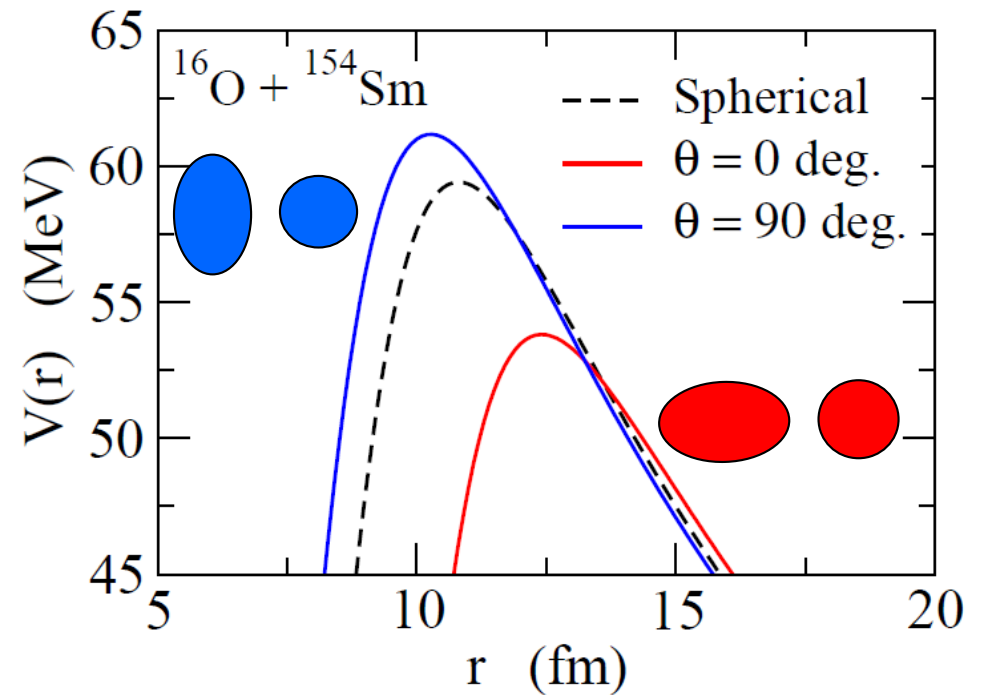 ¹⁶O + ¹⁵⁴Sm
Spherical
θ = 0 deg.
θ = 90 deg.
V(r) (MeV)
65
60
55
50
45
5 10 15 20
r (fm)